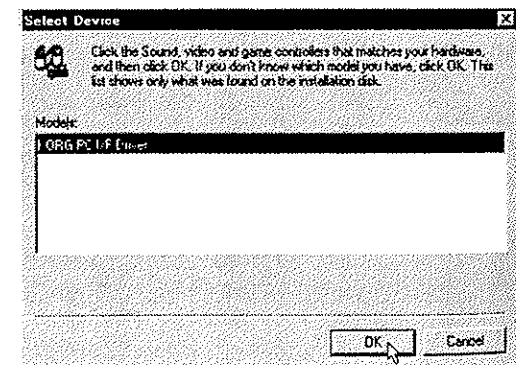 Select Device
Click the Sound, video and game controllers that matches your hardware,
and then click OK. If you don't know which model you have, click OK. This
list shows only what was found on the installation disk.
Models:
KORG PC I/F Driver
OK
Cancel